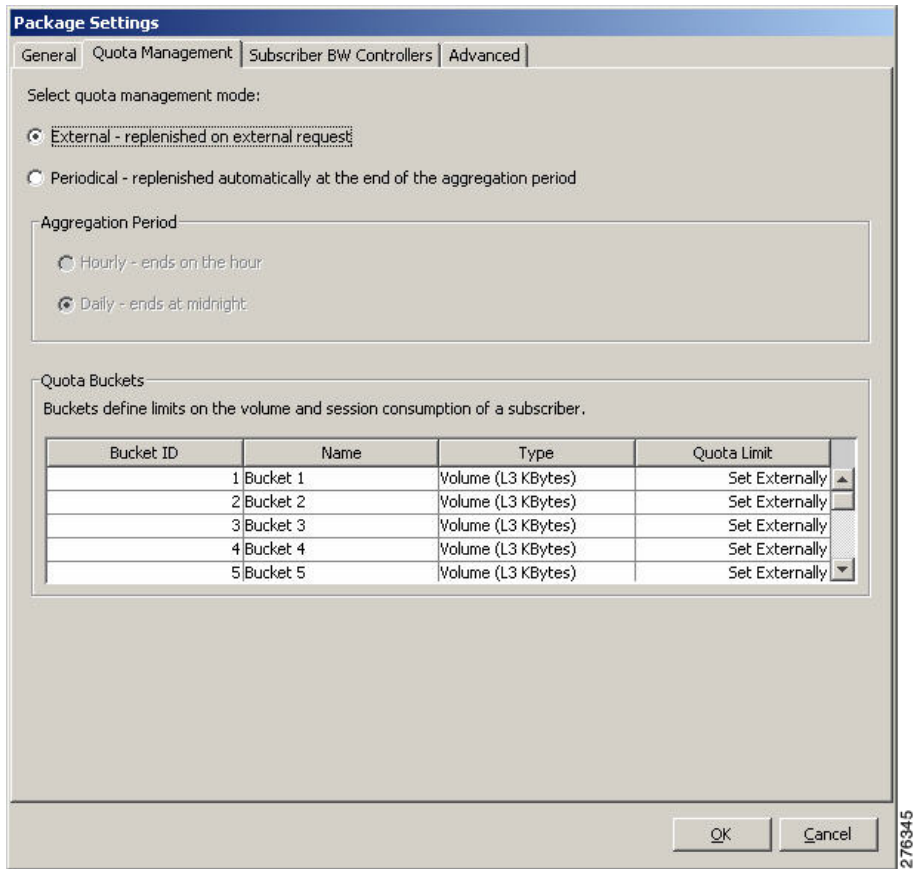 Package Settings
General Quota Management Subscriber BW Controllers Advanced
Select quota management mode:
External - replenished on external request
Periodical - replenished automatically at the end of the aggregation period
Aggregation Period
Hourly - ends on the hour
Daily - ends at midnight
Quota Buckets
Buckets define limits on the volume and session consumption of a subscriber.
Bucket ID Name Type Quota Limit
1 Bucket 1 Volume (L3 KBytes) Set Externally
2 Bucket 2 Volume (L3 KBytes) Set Externally
3 Bucket 3 Volume (L3 KBytes) Set Externally
4 Bucket 4 Volume (L3 KBytes) Set Externally
5 Bucket 5 Volume (L3 KBytes) Set Externally
OK Cancel
276345